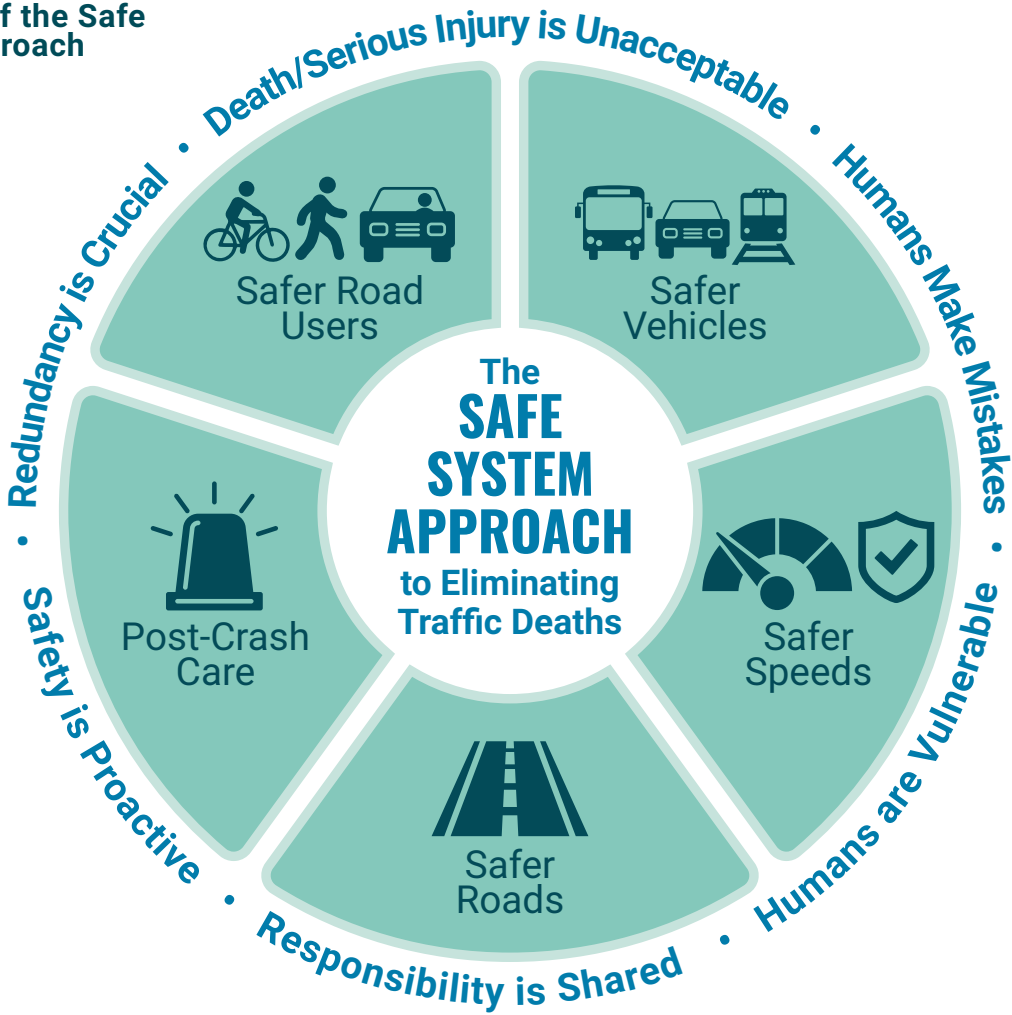 f the Safe
roach
Death/Serious Injury is Unacceptable
•
Humans Make Mistakes
•
Humans are Vulnerable
•
Responsibility is Shared
•
Safety is Proactive
•
Redundancy is Crucial
•
Safer Road
Users
Safer
Vehicles
The
SAFE
SYSTEM
APPROACH
to Eliminating
Traffic Deaths
Safer
Speeds
Safer
Roads
Post-Crash
Care